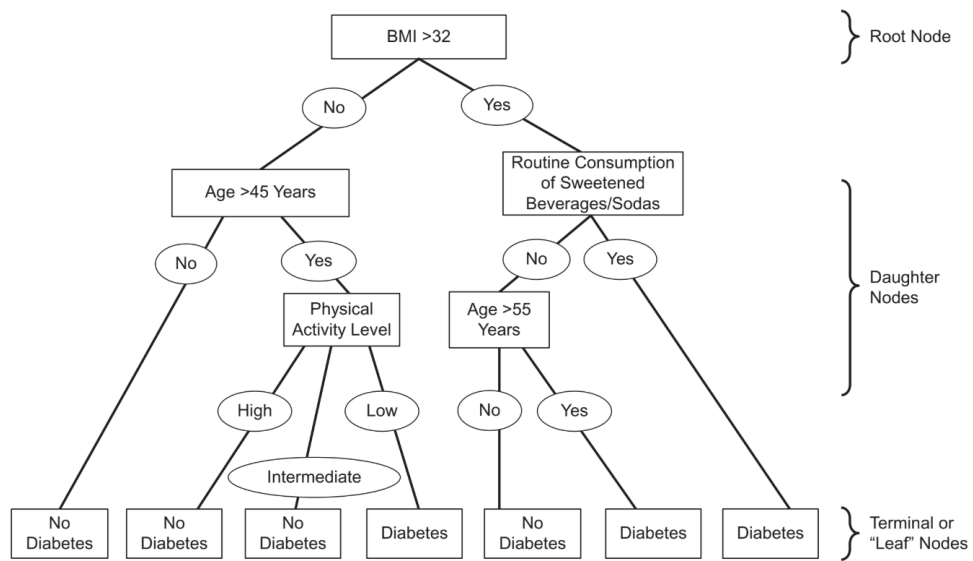 BMI >32
Root Node
No
Yes
Routine Consumption
of Sweetened
Beverages/Sodas
Age >45 Years
No
Yes
No
Yes
Daughter
Nodes
Physical
Activity Level
Age >55
Years
High
Low
No
Yes
Intermediate
No
Diabetes
No
Diabetes
No
Diabetes
Diabetes
No
Diabetes
Diabetes
Diabetes
Terminal or
“Leaf” Nodes